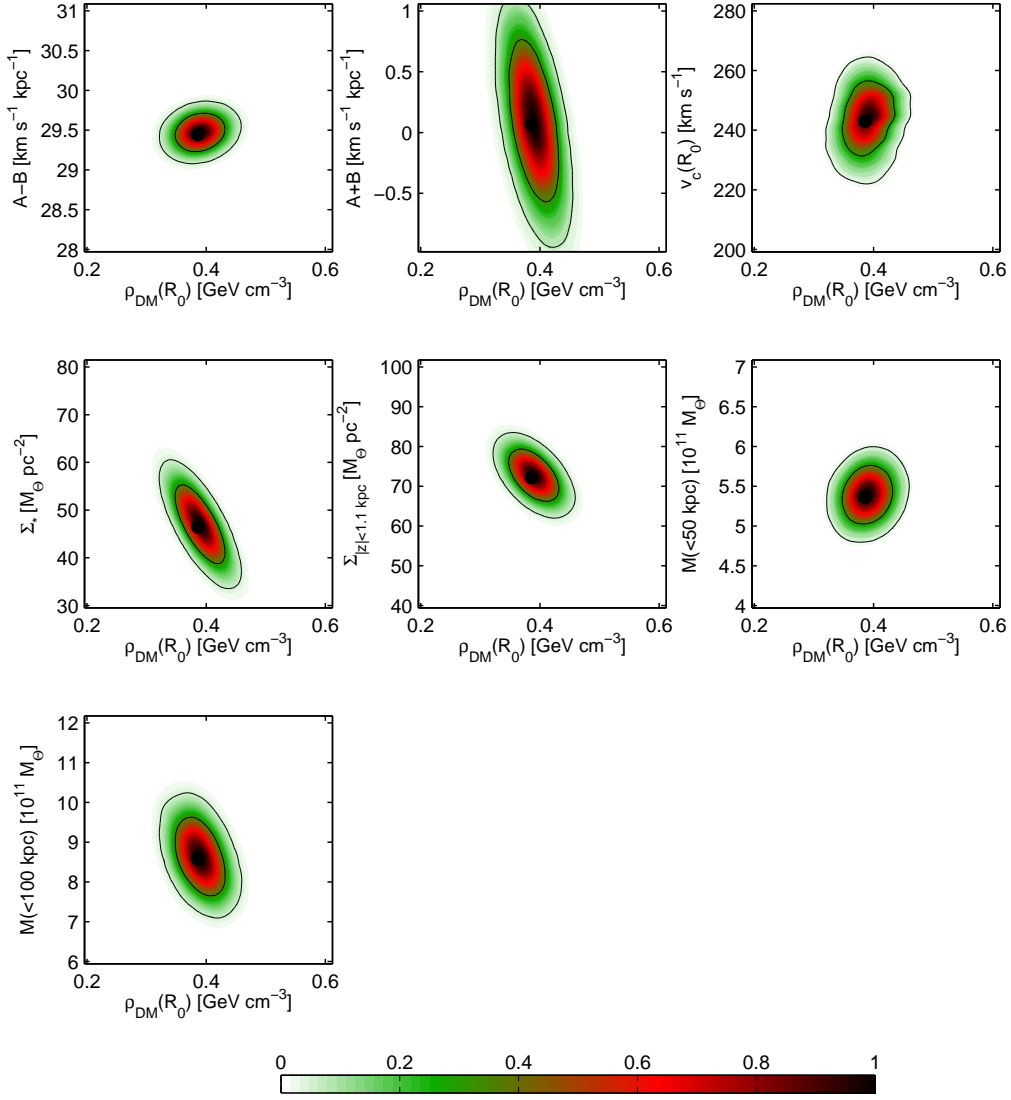 31
30.5
30
29.5
29
28.5
28
A−B [km s⁻¹ kpc⁻¹]
0.2 0.4 0.6
ρ_DM(R_0) [GeV cm⁻³]
1
0.5
0
−0.5
A+B [km s⁻¹ kpc⁻¹]
0.2 0.4 0.6
ρ_DM(R_0) [GeV cm⁻³]
280
260
240
220
200
v_c(R_0) [km s⁻¹]
0.2 0.4 0.6
ρ_DM(R_0) [GeV cm⁻³]
80
70
60
50
40
30
Σ_* [M_Θ pc⁻²]
0.2 0.4 0.6
ρ_DM(R_0) [GeV cm⁻³]
100
90
80
70
60
50
40
Σ_|z|<1.1 kpc [M_Θ pc⁻²]
0.2 0.4 0.6
ρ_DM(R_0) [GeV cm⁻³]
7
6.5
6
5.5
5
4.5
4
M(<50 kpc) [10¹¹ M_Θ]
0.2 0.4 0.6
ρ_DM(R_0) [GeV cm⁻³]
12
11
10
9
8
7
6
M(<100 kpc) [10¹¹ M_Θ]
0.2 0.4 0.6
ρ_DM(R_0) [GeV cm⁻³]
0 0.2 0.4 0.6 0.8 1